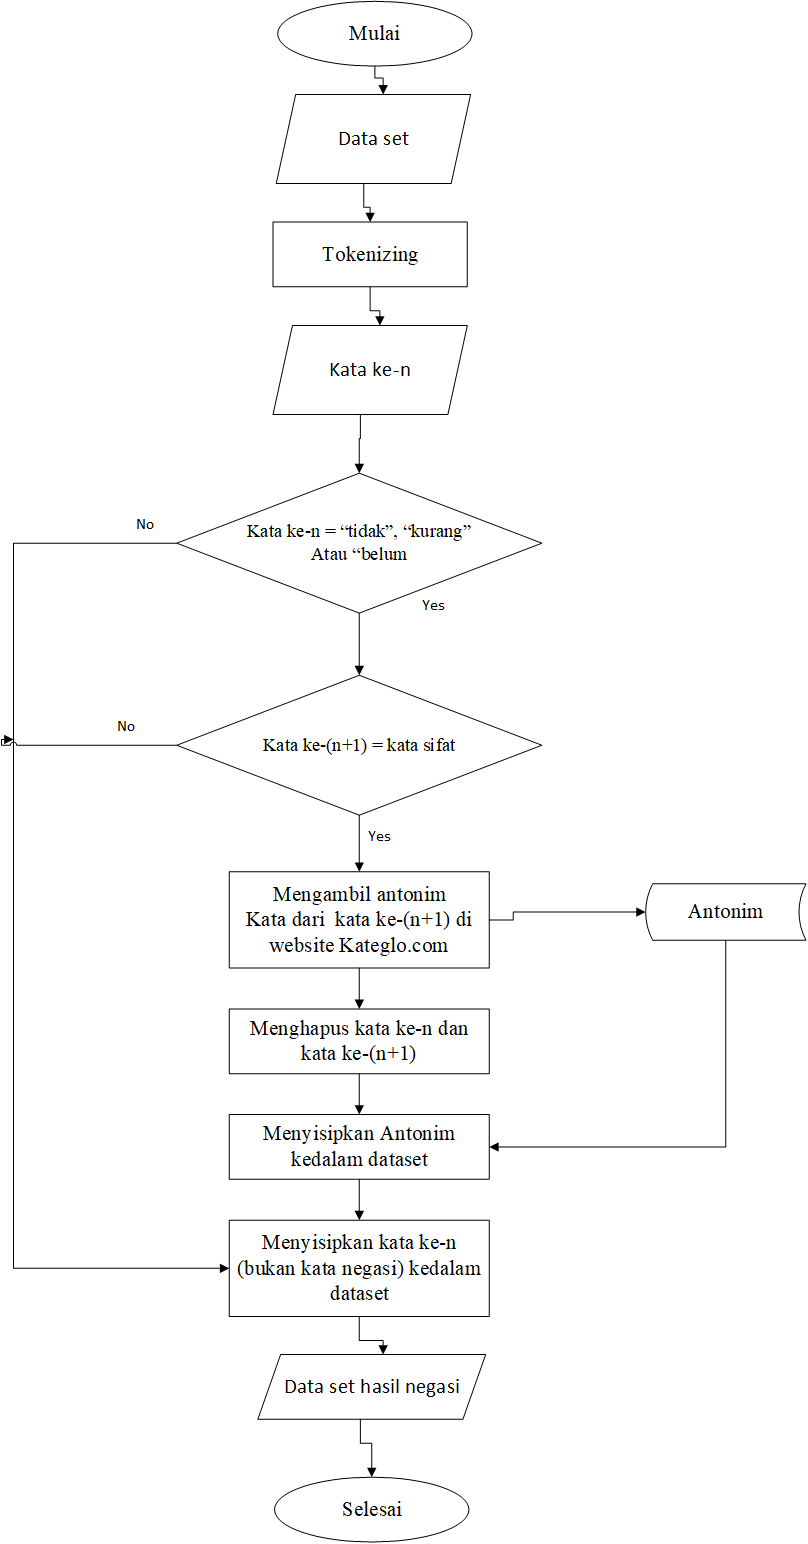 Mulai
Data set
Tokenizing
Kata ke-n
No
Kata ke-n = “tidak”, “kurang”
Atau “belum
Yes
No
Kata ke-(n+1) = kata sifat
Yes
Mengambil antonim
Kata dari kata ke-(n+1) di
website Kateglo.com
Antonim
Menghapus kata ke-n dan
kata ke-(n+1)
Menyisipkan Antonim
kedalam dataset
Menyisipkan kata ke-n
(bukan kata negasi) kedalam
dataset
Data set hasil negasi
Selesai